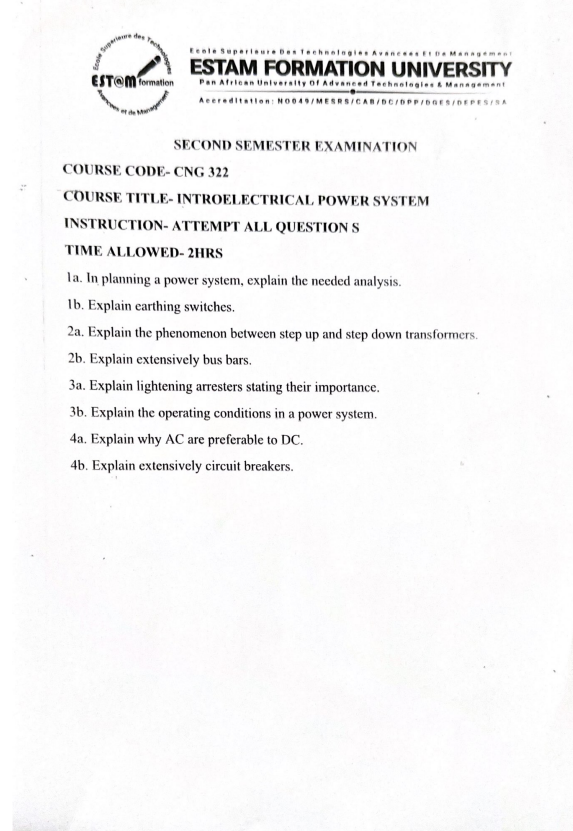 Ecole Superieure des Technologies
EST@M formation
Avancees et de Management
Ecole Superieure Des Technologies Avancees Et De Management
ESTAM FORMATION UNIVERSITY
Pan African University Of Advanced Technologies & Management
Accreditation: N0049/MESRS/CAB/DC/DPP/DGES/DEPES/SA
SECOND SEMESTER EXAMINATION
COURSE CODE- CNG 322
COURSE TITLE- INTROELECTRICAL POWER SYSTEM
INSTRUCTION- ATTEMPT ALL QUESTION S
TIME ALLOWED- 2HRS
1a. In planning a power system, explain the needed analysis.
1b. Explain earthing switches.
2a. Explain the phenomenon between step up and step down transformers.
2b. Explain extensively bus bars.
3a. Explain lightening arresters stating their importance.
3b. Explain the operating conditions in a power system.
4a. Explain why AC are preferable to DC.
4b. Explain extensively circuit breakers.